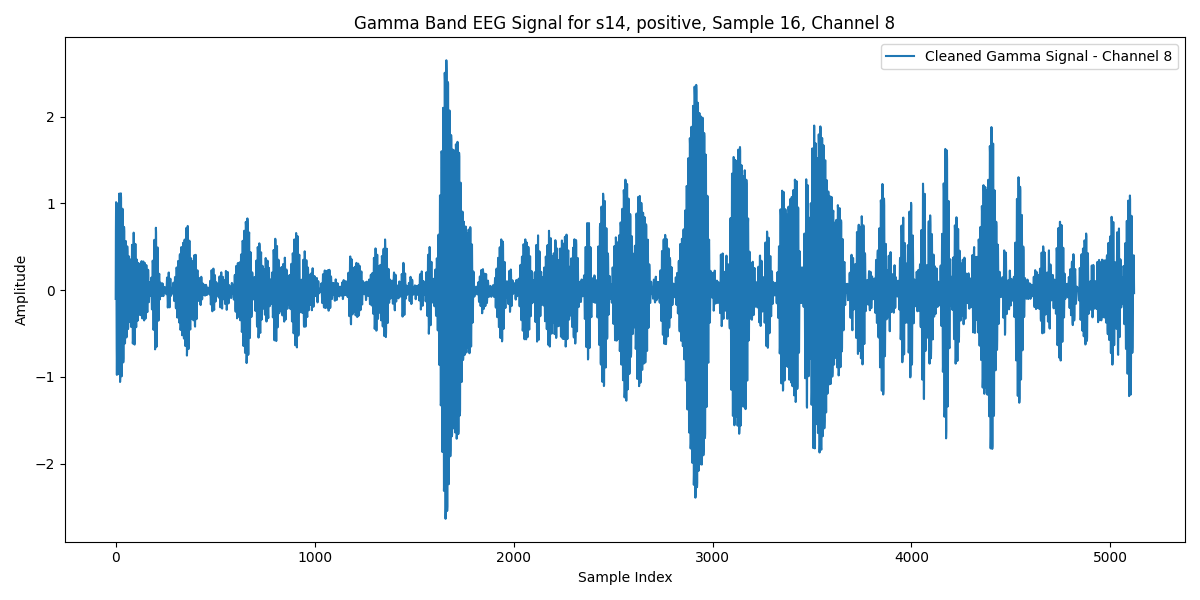 Gamma Band EEG Signal for s14, positive, Sample 16, Channel 8
Cleaned Gamma Signal - Channel 8
Amplitude
2
1
0
−1
−2
0 1000 2000 3000 4000 5000
Sample Index